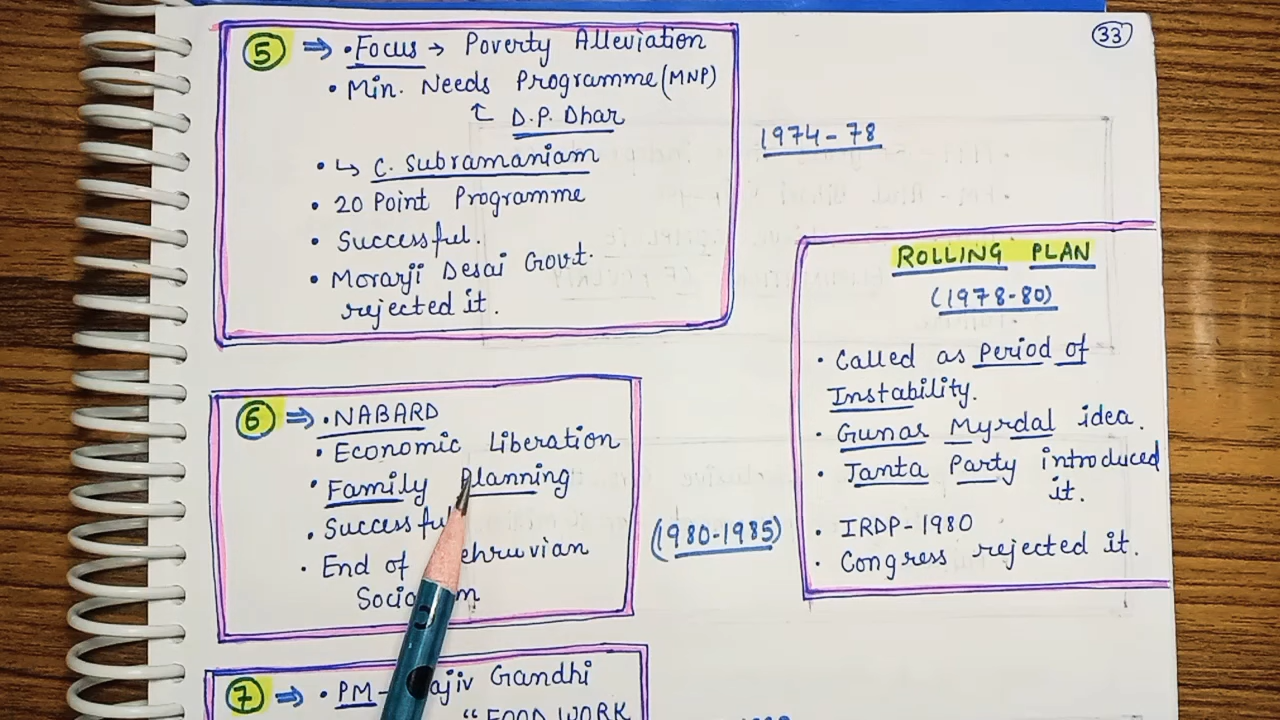 33
5 ⇒ • Focus → Poverty Alleviation
• Min. Needs Programme (MNP)
D.P. Dhar
• ↳ C. Subramaniam
• 20 Point Programme
• Successful.
• Morarji Desai Govt.
rejected it.
1974-78
ROLLING PLAN
(1978-80)
• Called as Period of
Instability.
• Gunar Myrdal idea.
• Janta Party introduced
it.
• IRDP-1980
• Congress rejected it.
6 ⇒ • NABARD
• Economic Liberation
• Family Planning
• Successful
• End of
(1980-1985)
7 ⇒ • PM- Gandhi
"FOOD WORK